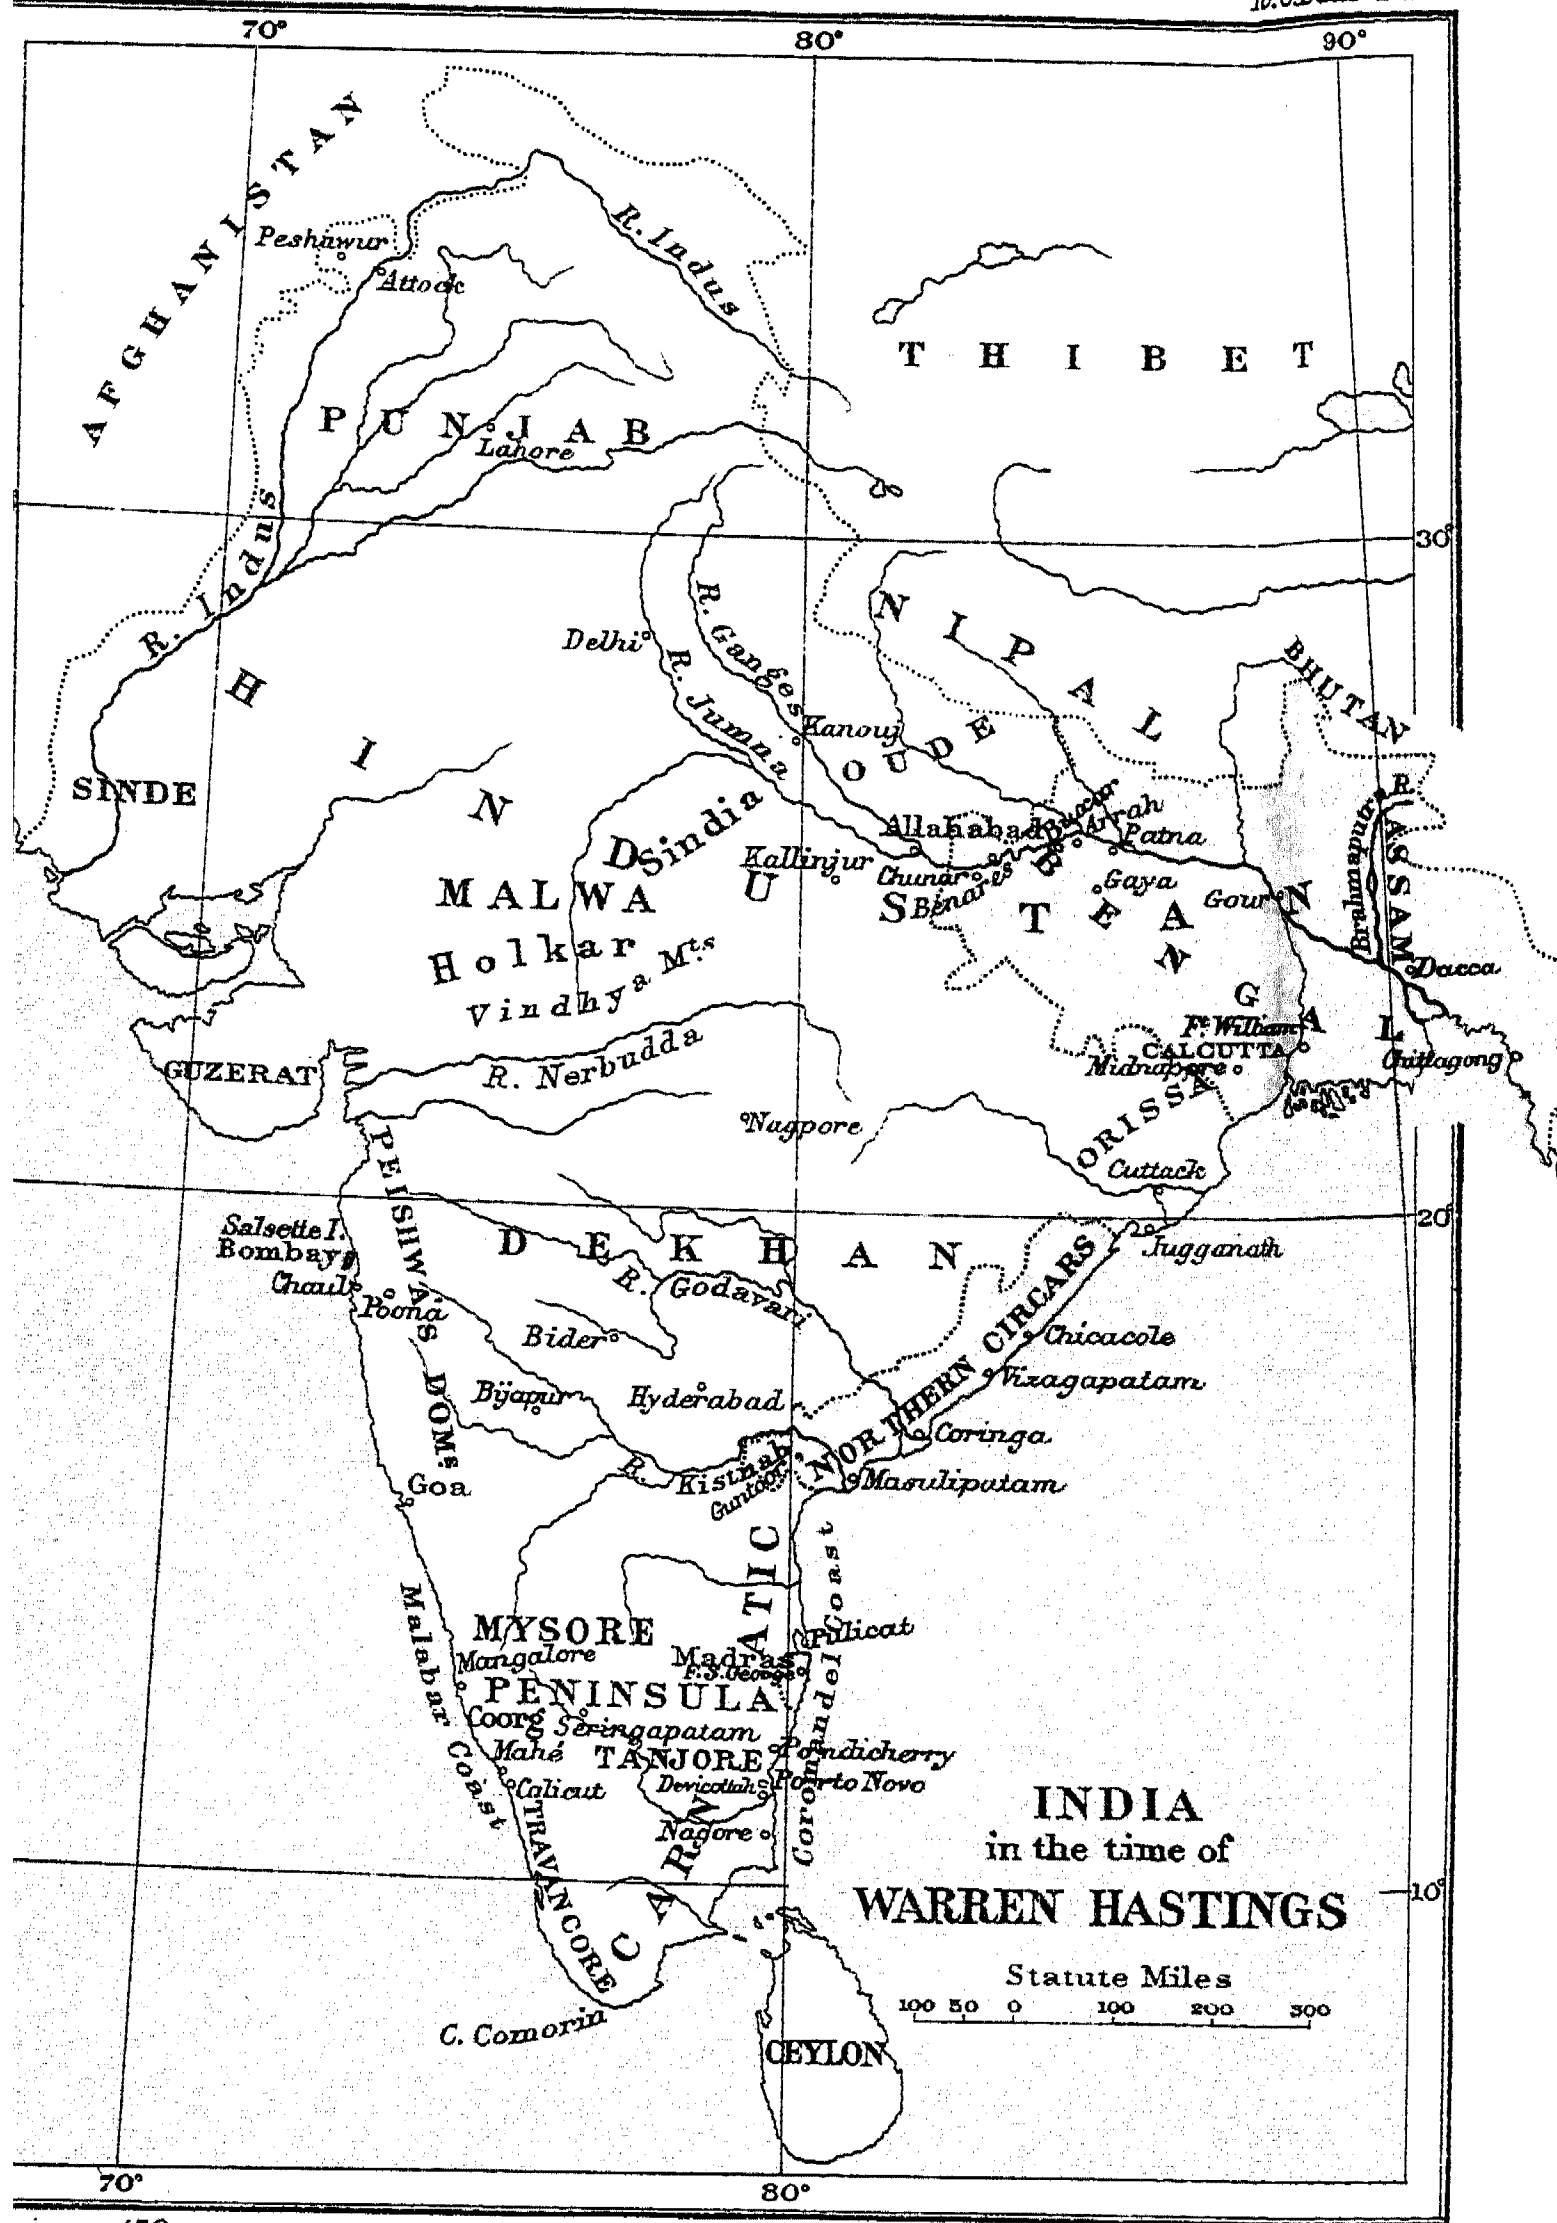 70°
80°
90°
AFGHANISTAN
Peshawur
Attock
R. Indus
THIBET
PUNJAB
Lahore
30°
R. Indus
NIPAL
Delhi
R. Ganges
R. Jumna
BHUTAN
HINDUSTAN
Kanouj
OUDE
SINDE
Sindia
Allahabad
Buxar
Arrah
Patna
Brahmaputra R.
ASSAM
Kallinjur
Chunar
Benares
Gaya
Gour
MALWA
BENGAL
Holkar
Vindhya Mts.
Dacca
Ft. William
CALCUTTA
Midnapore
Chittagong
GUZERAT
R. Nerbudda
Nagpore
ORISSA
Cuttack
PEISHWA'S DOMs.
20°
Salsette I.
Bombay
DEKHAN
Jugganath
Chaul
Poona
R. Godavari
NORTHERN CIRCARS
Bider
Chicacole
Bijapur
Hyderabad
Vizagapatam
Coringa
Goa
R. Kistnah
Guntoor
Masulipatam
CARNATIC
Coromandel Coast
Malabar Coast
MYSORE
Pulicat
Mangalore
Madras
F. S. George
PENINSULA
Coorg
Seringapatam
Mahé
TANJORE
Pondicherry
Calicut
Devicottah
Porto Novo
TRAVANCORE
Nagore
INDIA
in the time of
WARREN HASTINGS
10°
Statute Miles
100 50 0 100 200 300
C. Comorin
CEYLON
70°
80°